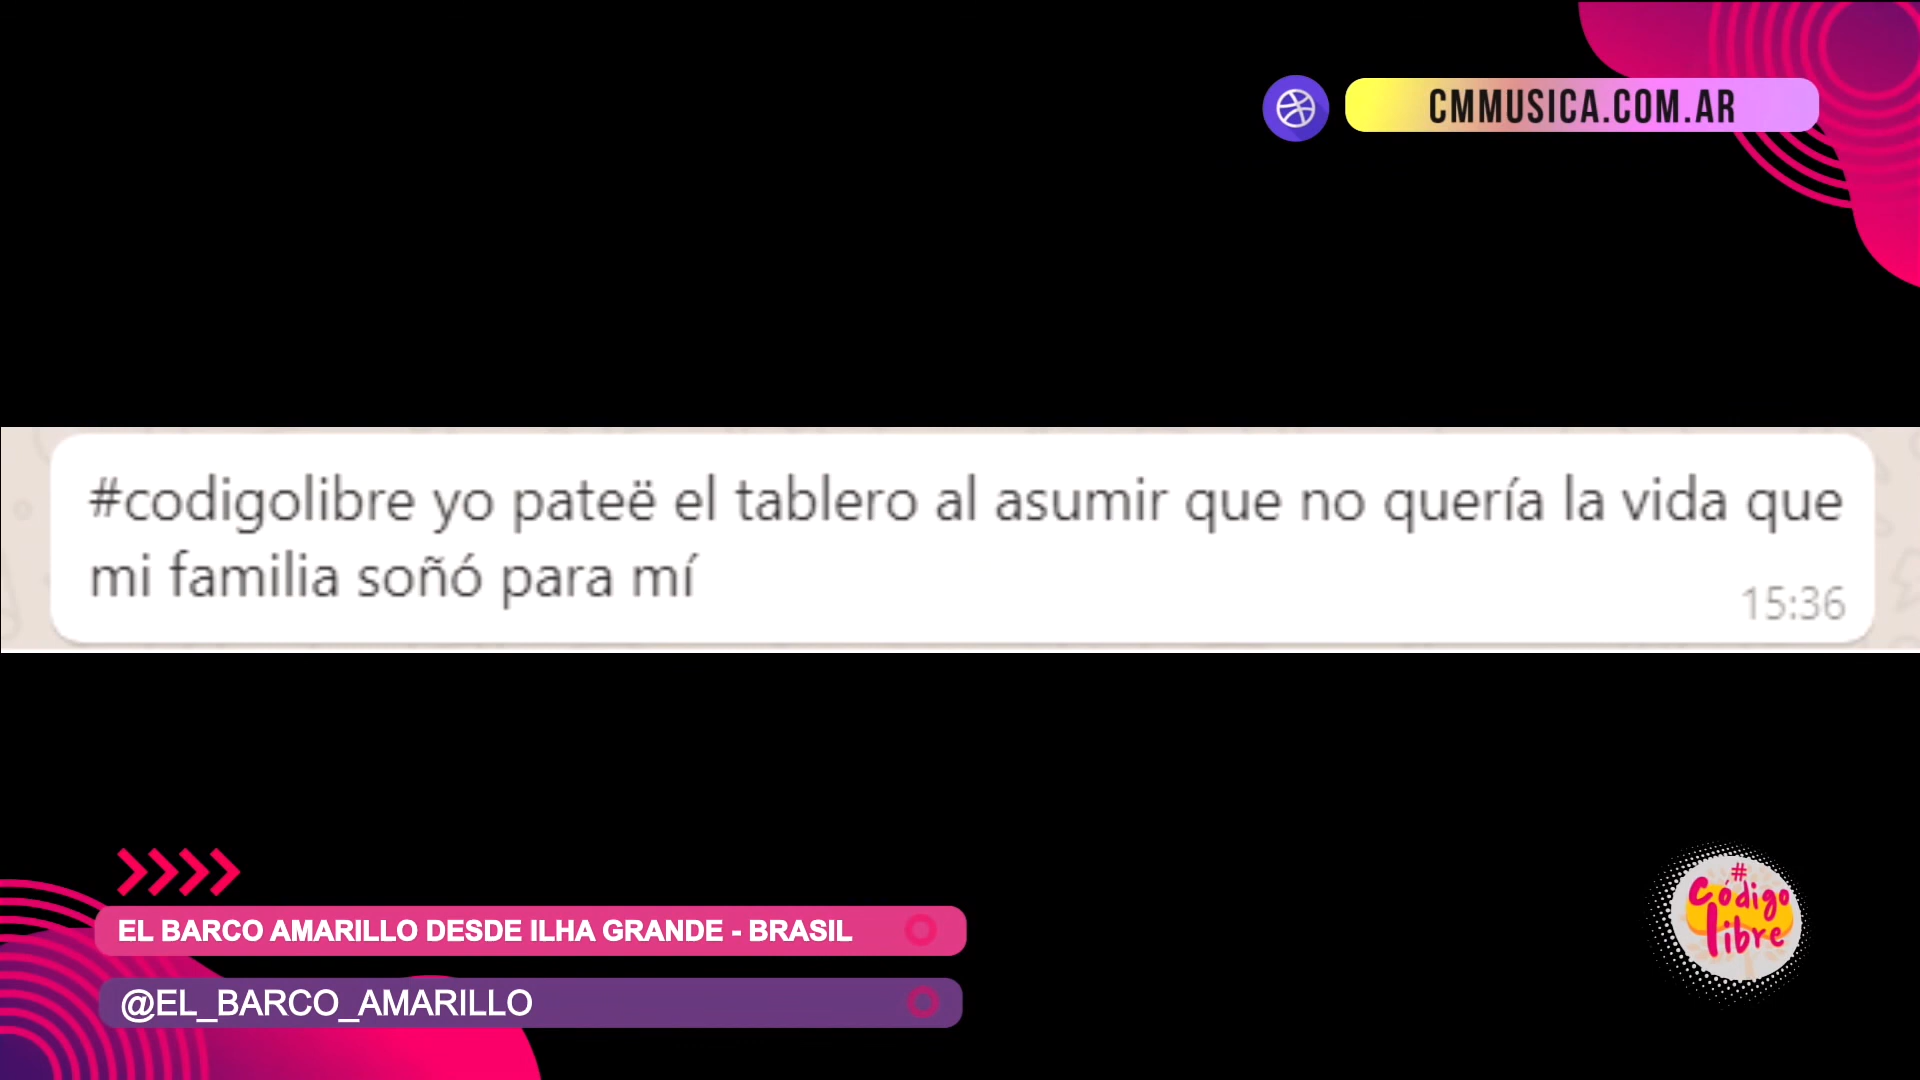 CMMUSICA.COM.AR
#codigolibre yo pateë el tablero al asumir que no quería la vida que
mi familia soñó para mí
15:36
EL BARCO AMARILLO DESDE ILHA GRANDE - BRASIL
@EL_BARCO_AMARILLO
#
Código
libre